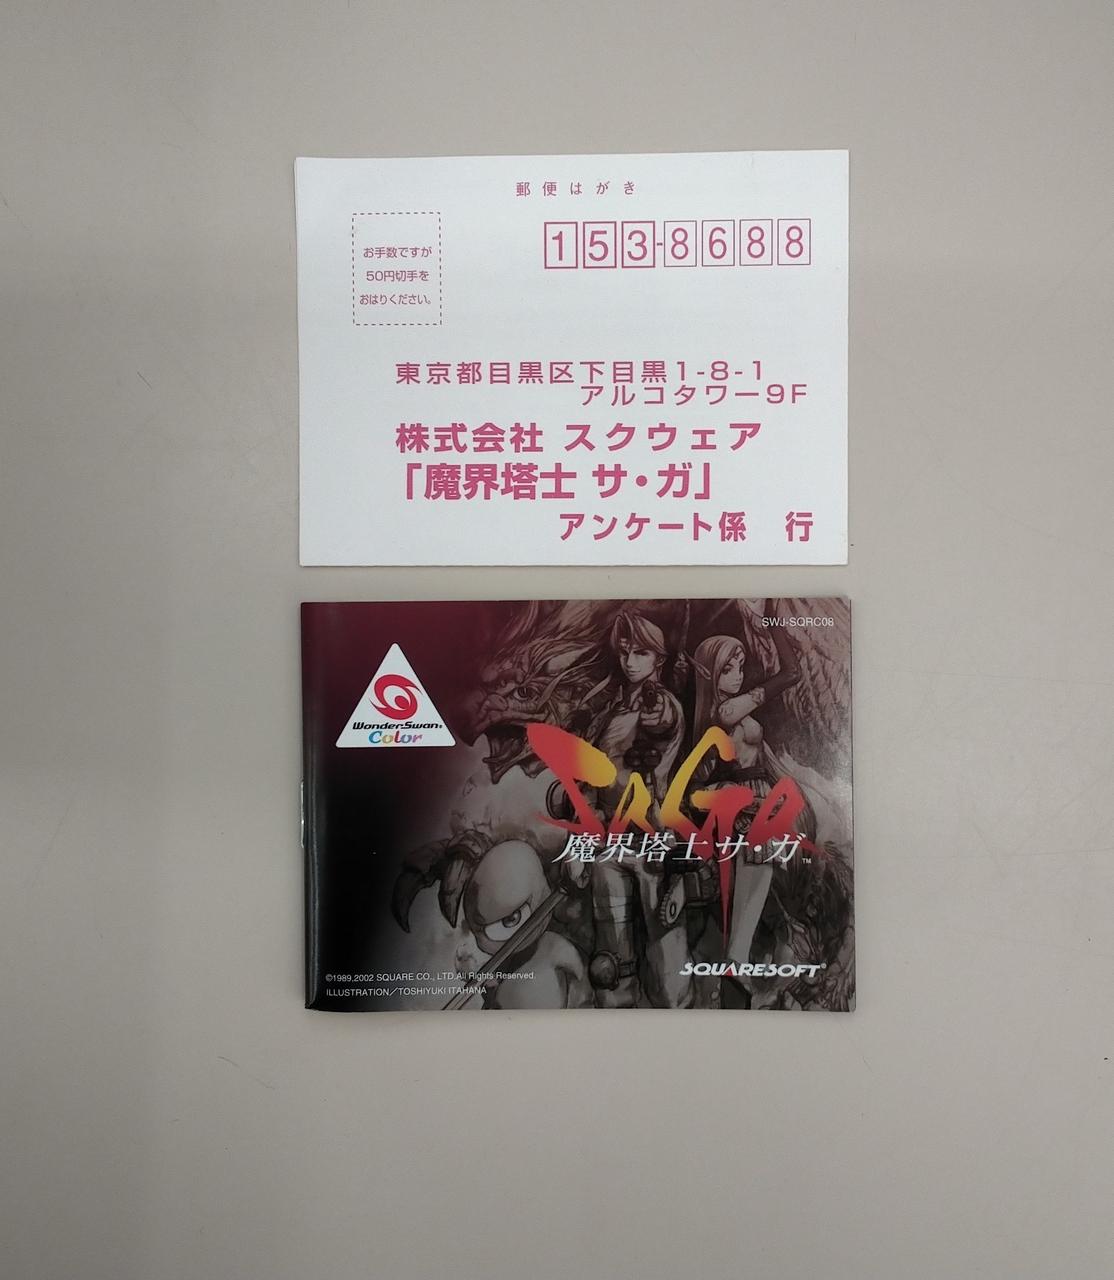 郵便はがき
153-8688
お手数ですが
50円切手を
おはりください。
東京都目黒区下目黒1-8-1
アルコタワー9F
株式会社 スクウェア
「魔界塔士 サ・ガ」
アンケート係 行
SWJ-SQRC08
WonderSwan
Color
SaGa
魔界塔士 サ・ガ™
SQUARESOFT®
©1989,2002 SQUARE CO., LTD.All Rights Reserved.
ILLUSTRATION／TOSHIYUKI ITAHANA